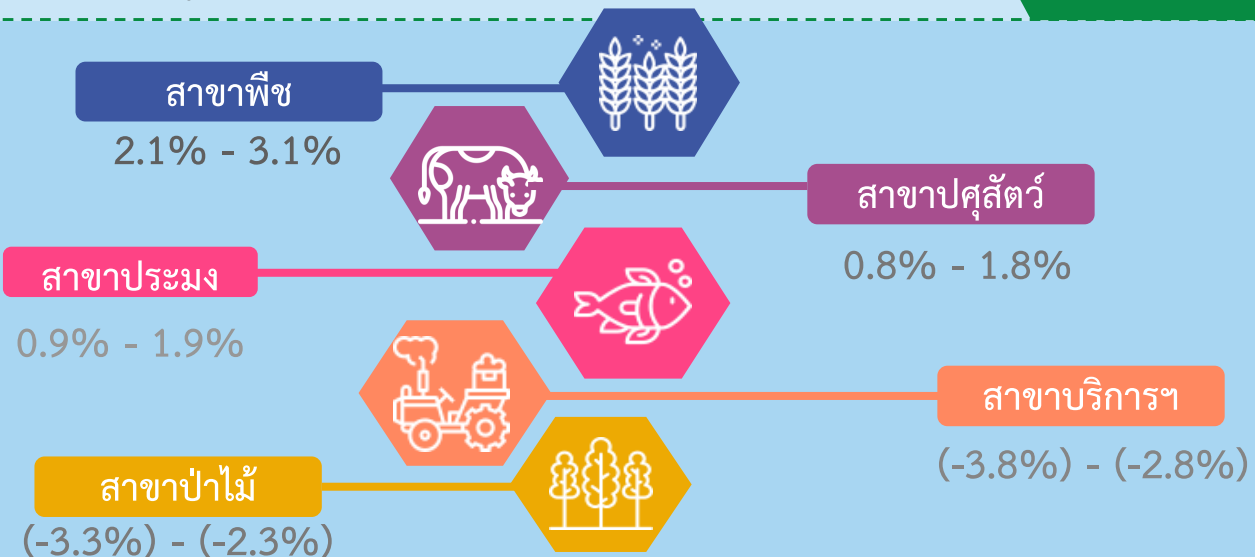 สาขาพืช
2.1% - 3.1%
สาขาปศุสัตว์
0.8% - 1.8%
สาขาประมง
0.9% - 1.9%
สาขาบริการฯ
(-3.8%) - (-2.8%)
สาขาป่าไม้
(-3.3%) - (-2.3%)